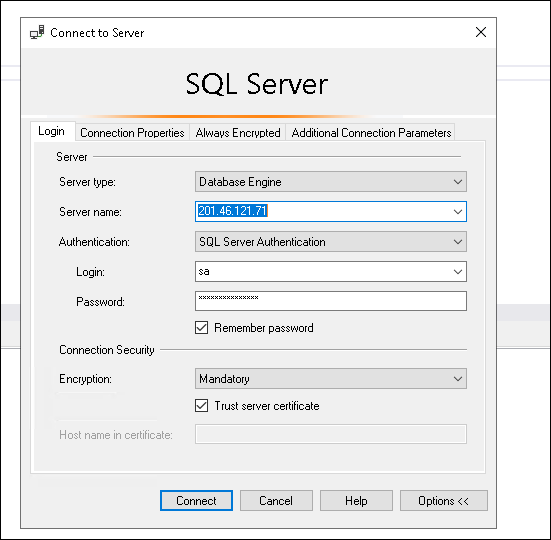 Connect to Server
SQL Server
Login Connection Properties Always Encrypted Additional Connection Parameters
Server
Server type: Database Engine
Server name: 201.46.121.71
Authentication: SQL Server Authentication
Login: sa
Password: ***************
Remember password
Connection Security
Encryption: Mandatory
Trust server certificate
Host name in certificate:
Connect Cancel Help Options <<